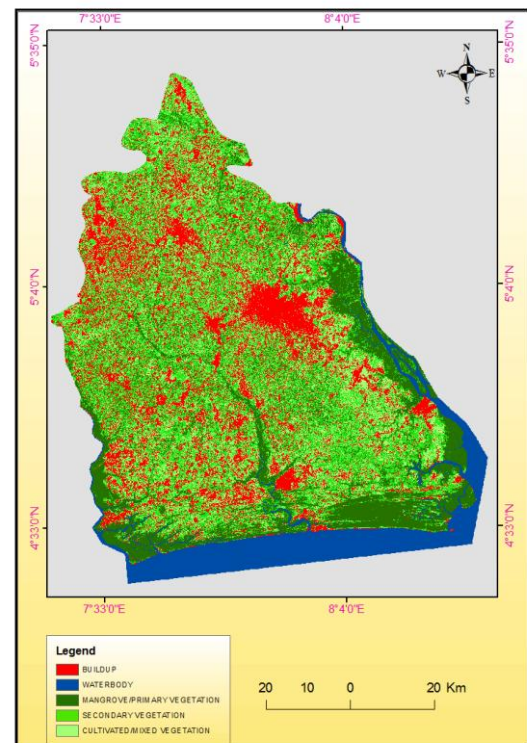 7°33'0"E 8°4'0"E
5°35'0"N 5°35'0"N
N
W E
S
5°4'0"N 5°4'0"N
4°33'0"N 4°33'0"N
7°33'0"E 8°4'0"E
Legend
BUILDUP
WATERBODY
MANGROVE/PRIMARY VEGETATION
SECONDARY VEGETATION
CULTIVATED/MIXED VEGETATION
20 10 0 20 Km